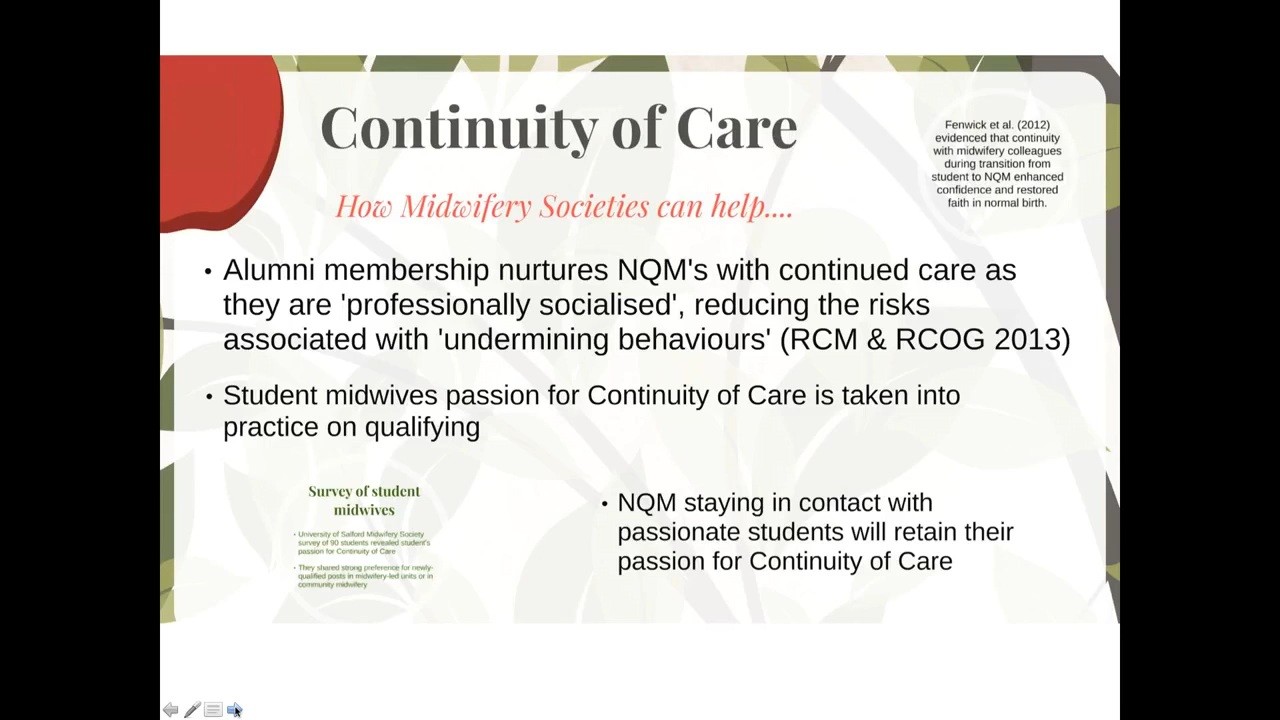 Continuity of Care
How Midwifery Societies can help....
Fenwick et al. (2012)
evidenced that continuity
with midwifery colleagues
during transition from
student to NQM enhanced
confidence and restored
faith in normal birth.
• Alumni membership nurtures NQM's with continued care as
they are 'professionally socialised', reducing the risks
associated with 'undermining behaviours' (RCM & RCOG 2013)
• Student midwives passion for Continuity of Care is taken into
practice on qualifying
Survey of student
midwives
• University of Salford Midwifery Society
survey of 90 students revealed student's
passion for Continuity of Care
• They shared strong preference for newly-
qualified posts in midwifery-led units or in
community midwifery
• NQM staying in contact with
passionate students will retain their
passion for Continuity of Care